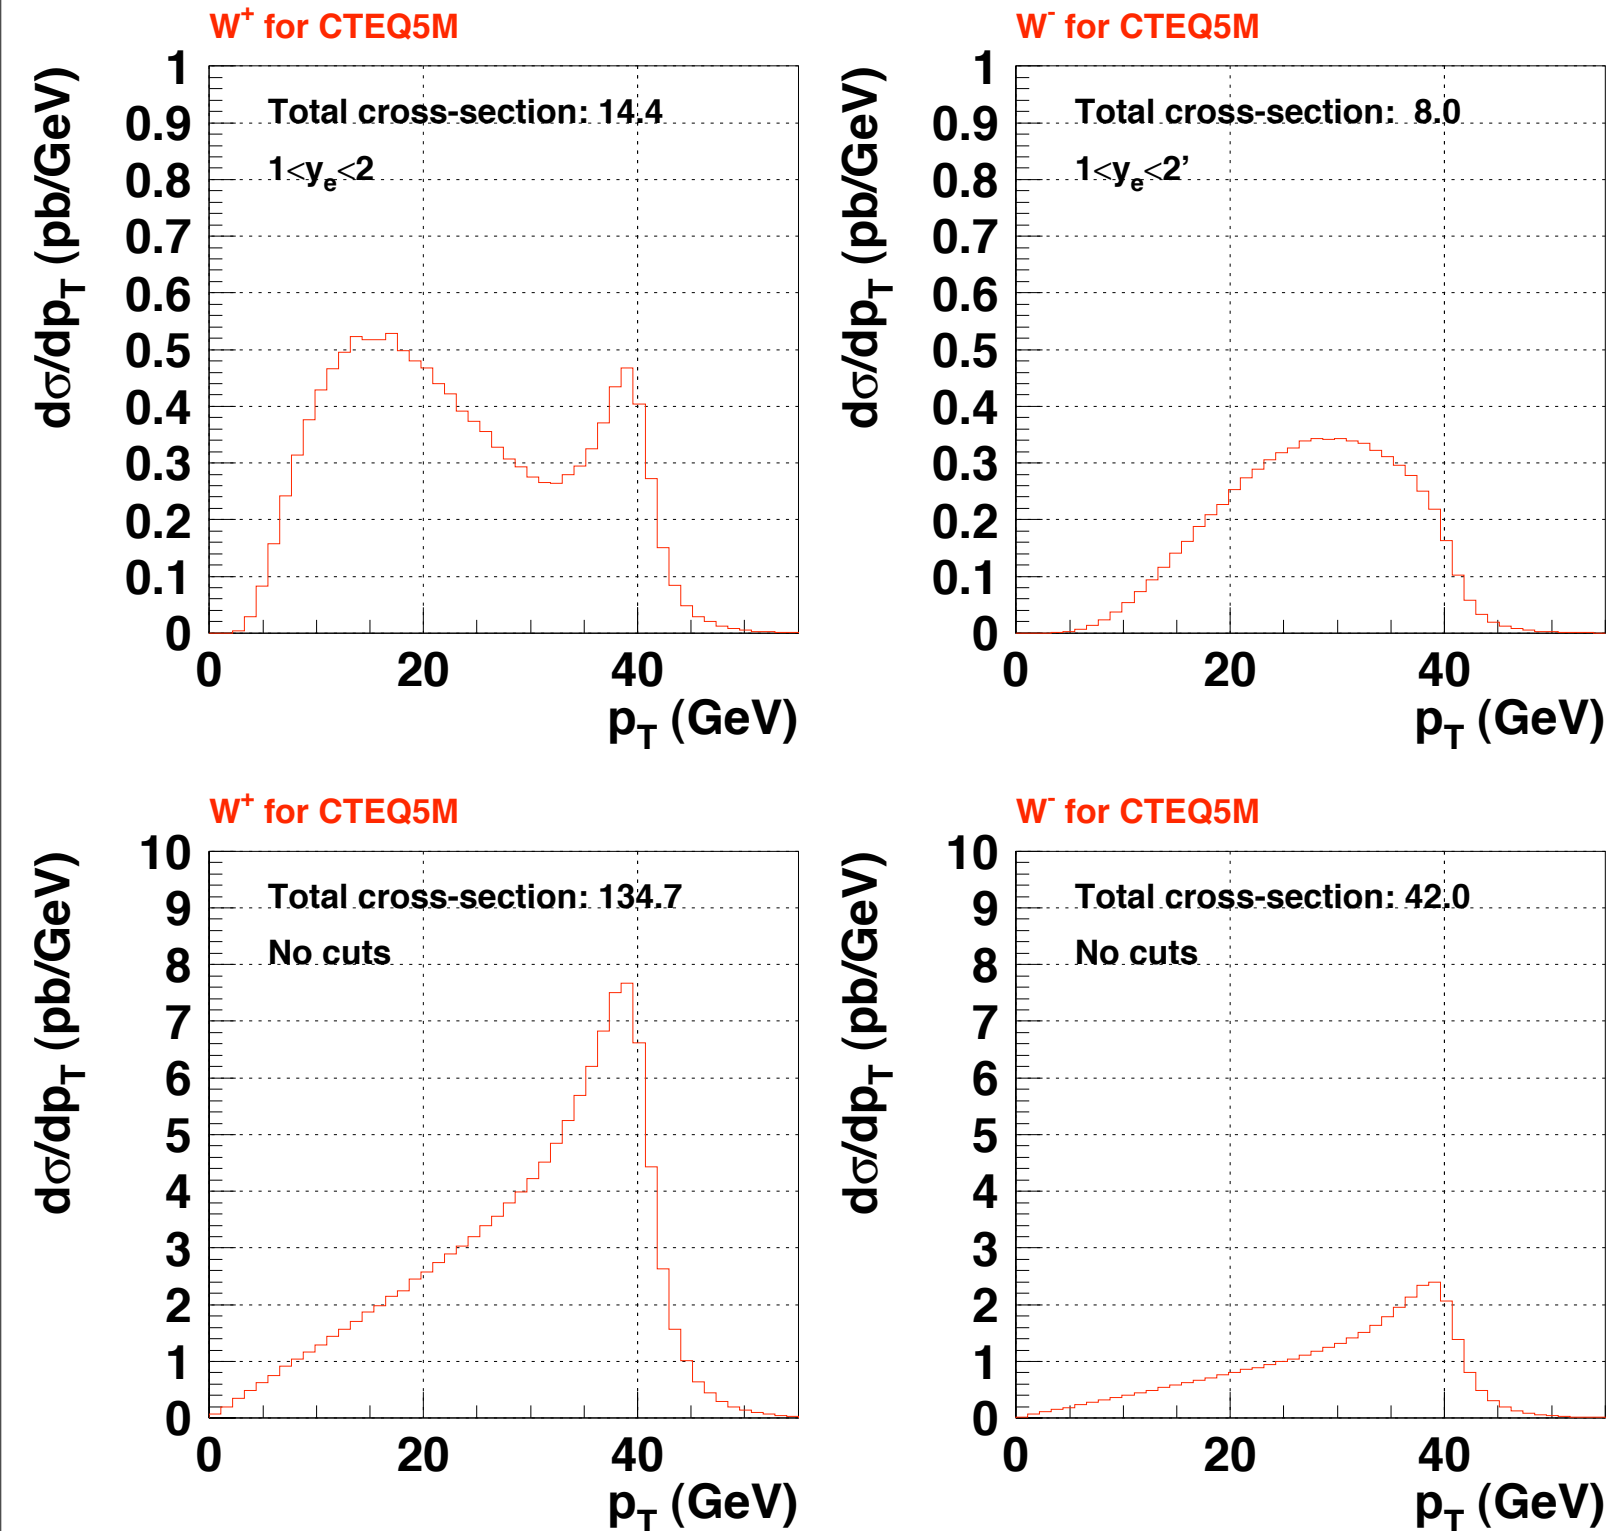 W+ for CTEQ5M
dσ/dpT (pb/GeV)
1
0.9
0.8
0.7
0.6
0.5
0.4
0.3
0.2
0.1
0
Total cross-section: 14.4
1<ye<2
0 20 40
pT (GeV)
W- for CTEQ5M
dσ/dpT (pb/GeV)
1
0.9
0.8
0.7
0.6
0.5
0.4
0.3
0.2
0.1
0
Total cross-section: 8.0
1<ye<2’
0 20 40
pT (GeV)
W+ for CTEQ5M
dσ/dpT (pb/GeV)
10
9
8
7
6
5
4
3
2
1
0
Total cross-section: 134.7
No cuts
0 20 40
pT (GeV)
W- for CTEQ5M
dσ/dpT (pb/GeV)
10
9
8
7
6
5
4
3
2
1
0
Total cross-section: 42.0
No cuts
0 20 40
pT (GeV)